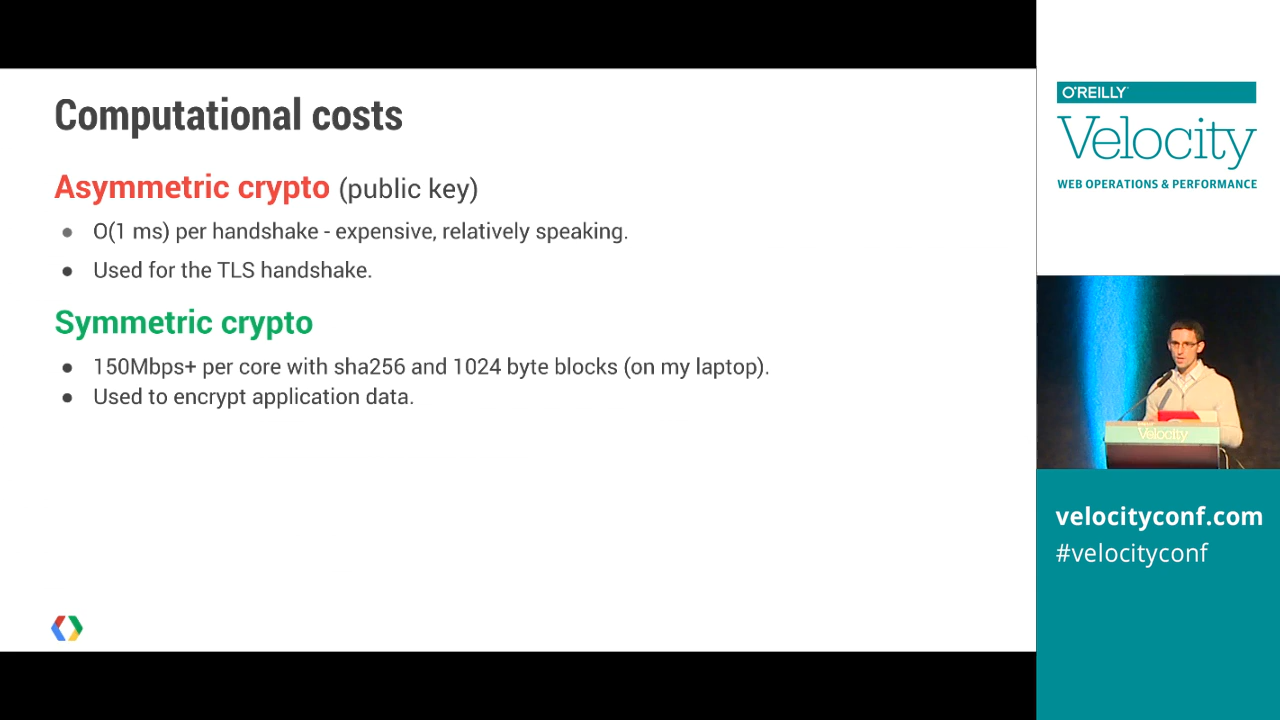 Computational costs
Asymmetric crypto (public key)
● O(1 ms) per handshake - expensive, relatively speaking.
● Used for the TLS handshake.
Symmetric crypto
● 150Mbps+ per core with sha256 and 1024 byte blocks (on my laptop).
● Used to encrypt application data.
O'REILLY
Velocity
WEB OPERATIONS & PERFORMANCE
Velocity
velocityconf.com
#velocityconf